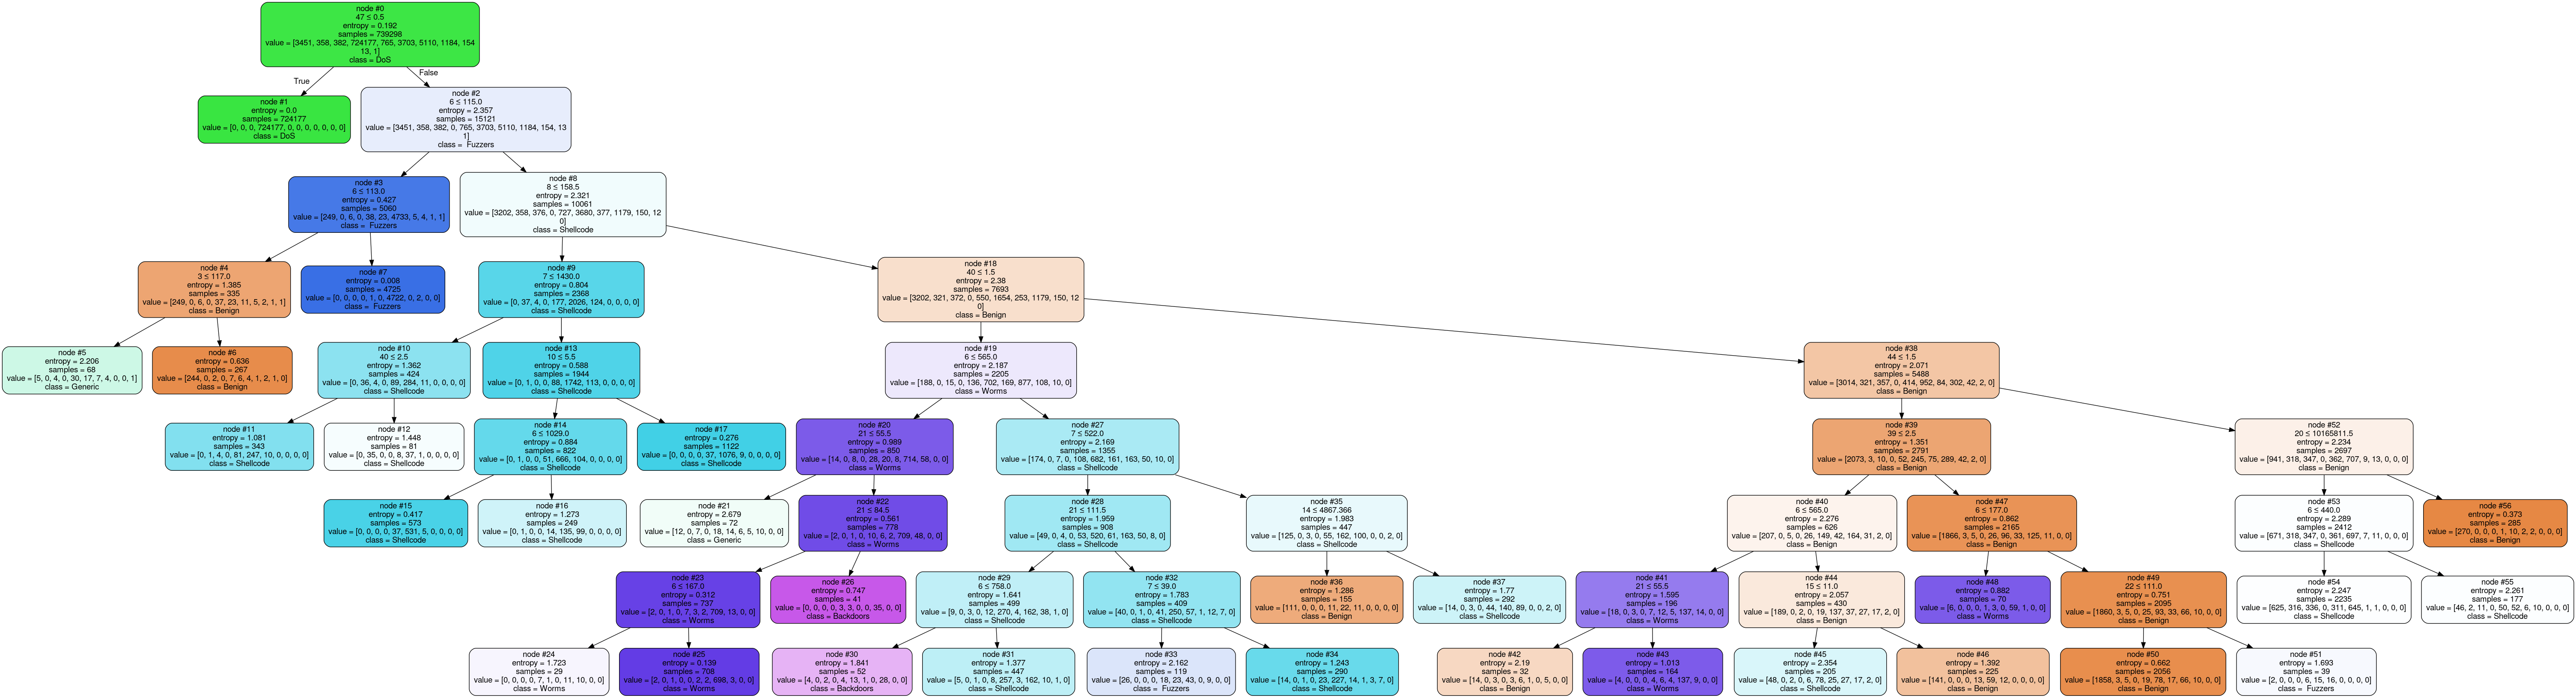 node #0
47 ≤ 0.5
entropy = 0.192
samples = 739298
value = [3451, 358, 382, 724177, 765, 3703, 5110, 1184, 154
13, 1]
class = DoS
True
False
node #1
entropy = 0.0
samples = 724177
value = [0, 0, 0, 724177, 0, 0, 0, 0, 0, 0, 0]
class = DoS
node #2
6 ≤ 115.0
entropy = 2.357
samples = 15121
value = [3451, 358, 382, 0, 765, 3703, 5110, 1184, 154, 13
1]
class = Fuzzers
node #3
6 ≤ 113.0
entropy = 0.427
samples = 5060
value = [249, 0, 6, 0, 38, 23, 4733, 5, 4, 1, 1]
class = Fuzzers
node #8
8 ≤ 158.5
entropy = 2.321
samples = 10061
value = [3202, 358, 376, 0, 727, 3680, 377, 1179, 150, 12
0]
class = Shellcode
node #4
3 ≤ 117.0
entropy = 1.385
samples = 335
value = [249, 0, 6, 0, 37, 23, 11, 5, 2, 1, 1]
class = Benign
node #7
entropy = 0.008
samples = 4725
value = [0, 0, 0, 0, 1, 0, 4722, 0, 2, 0, 0]
class = Fuzzers
node #9
7 ≤ 1430.0
entropy = 0.804
samples = 2368
value = [0, 37, 4, 0, 177, 2026, 124, 0, 0, 0, 0]
class = Shellcode
node #18
40 ≤ 1.5
entropy = 2.38
samples = 7693
value = [3202, 321, 372, 0, 550, 1654, 253, 1179, 150, 12
0]
class = Benign
node #5
entropy = 2.206
samples = 68
value = [5, 0, 4, 0, 30, 17, 7, 4, 0, 0, 1]
class = Generic
node #6
entropy = 0.636
samples = 267
value = [244, 0, 2, 0, 7, 6, 4, 1, 2, 1, 0]
class = Benign
node #10
40 ≤ 2.5
entropy = 1.362
samples = 424
value = [0, 36, 4, 0, 89, 284, 11, 0, 0, 0, 0]
class = Shellcode
node #13
10 ≤ 5.5
entropy = 0.588
samples = 1944
value = [0, 1, 0, 0, 88, 1742, 113, 0, 0, 0, 0]
class = Shellcode
node #19
6 ≤ 565.0
entropy = 2.187
samples = 2205
value = [188, 0, 15, 0, 136, 702, 169, 877, 108, 10, 0]
class = Worms
node #38
44 ≤ 1.5
entropy = 2.071
samples = 5488
value = [3014, 321, 357, 0, 414, 952, 84, 302, 42, 2, 0]
class = Benign
node #11
entropy = 1.081
samples = 343
value = [0, 1, 4, 0, 81, 247, 10, 0, 0, 0, 0]
class = Shellcode
node #12
entropy = 1.448
samples = 81
value = [0, 35, 0, 0, 8, 37, 1, 0, 0, 0, 0]
class = Shellcode
node #14
6 ≤ 1029.0
entropy = 0.884
samples = 822
value = [0, 1, 0, 0, 51, 666, 104, 0, 0, 0, 0]
class = Shellcode
node #17
entropy = 0.276
samples = 1122
value = [0, 0, 0, 0, 37, 1076, 9, 0, 0, 0, 0]
class = Shellcode
node #20
21 ≤ 55.5
entropy = 0.989
samples = 850
value = [14, 0, 8, 0, 28, 20, 8, 714, 58, 0, 0]
class = Worms
node #27
7 ≤ 522.0
entropy = 2.169
samples = 1355
value = [174, 0, 7, 0, 108, 682, 161, 163, 50, 10, 0]
class = Shellcode
node #39
39 ≤ 2.5
entropy = 1.351
samples = 2791
value = [2073, 3, 10, 0, 52, 245, 75, 289, 42, 2, 0]
class = Benign
node #52
20 ≤ 10165811.5
entropy = 2.234
samples = 2697
value = [941, 318, 347, 0, 362, 707, 9, 13, 0, 0, 0]
class = Benign
node #15
entropy = 0.417
samples = 573
value = [0, 0, 0, 0, 37, 531, 5, 0, 0, 0, 0]
class = Shellcode
node #16
entropy = 1.273
samples = 249
value = [0, 1, 0, 0, 14, 135, 99, 0, 0, 0, 0]
class = Shellcode
node #21
entropy = 2.679
samples = 72
value = [12, 0, 7, 0, 18, 14, 6, 5, 10, 0, 0]
class = Generic
node #22
21 ≤ 84.5
entropy = 0.561
samples = 778
value = [2, 0, 1, 0, 10, 6, 2, 709, 48, 0, 0]
class = Worms
node #28
21 ≤ 111.5
entropy = 1.959
samples = 908
value = [49, 0, 4, 0, 53, 520, 61, 163, 50, 8, 0]
class = Shellcode
node #35
14 ≤ 4867.366
entropy = 1.983
samples = 447
value = [125, 0, 3, 0, 55, 162, 100, 0, 0, 2, 0]
class = Shellcode
node #40
6 ≤ 565.0
entropy = 2.276
samples = 626
value = [207, 0, 5, 0, 26, 149, 42, 164, 31, 2, 0]
class = Benign
node #47
6 ≤ 177.0
entropy = 0.862
samples = 2165
value = [1866, 3, 5, 0, 26, 96, 33, 125, 11, 0, 0]
class = Benign
node #53
6 ≤ 440.0
entropy = 2.289
samples = 2412
value = [671, 318, 347, 0, 361, 697, 7, 11, 0, 0, 0]
class = Shellcode
node #56
entropy = 0.373
samples = 285
value = [270, 0, 0, 0, 1, 10, 2, 2, 0, 0, 0]
class = Benign
node #23
6 ≤ 167.0
entropy = 0.312
samples = 737
value = [2, 0, 1, 0, 7, 3, 2, 709, 13, 0, 0]
class = Worms
node #26
entropy = 0.747
samples = 41
value = [0, 0, 0, 0, 3, 3, 0, 0, 35, 0, 0]
class = Backdoors
node #29
6 ≤ 758.0
entropy = 1.641
samples = 499
value = [9, 0, 3, 0, 12, 270, 4, 162, 38, 1, 0]
class = Shellcode
node #32
7 ≤ 39.0
entropy = 1.783
samples = 409
value = [40, 0, 1, 0, 41, 250, 57, 1, 12, 7, 0]
class = Shellcode
node #36
entropy = 1.286
samples = 155
value = [111, 0, 0, 0, 11, 22, 11, 0, 0, 0, 0]
class = Benign
node #37
entropy = 1.77
samples = 292
value = [14, 0, 3, 0, 44, 140, 89, 0, 0, 2, 0]
class = Shellcode
node #41
21 ≤ 55.5
entropy = 1.595
samples = 196
value = [18, 0, 3, 0, 7, 12, 5, 137, 14, 0, 0]
class = Worms
node #44
15 ≤ 11.0
entropy = 2.057
samples = 430
value = [189, 0, 2, 0, 19, 137, 37, 27, 17, 2, 0]
class = Benign
node #48
entropy = 0.882
samples = 70
value = [6, 0, 0, 0, 1, 3, 0, 59, 1, 0, 0]
class = Worms
node #49
22 ≤ 111.0
entropy = 0.751
samples = 2095
value = [1860, 3, 5, 0, 25, 93, 33, 66, 10, 0, 0]
class = Benign
node #54
entropy = 2.247
samples = 2235
value = [625, 316, 336, 0, 311, 645, 1, 1, 0, 0, 0]
class = Shellcode
node #55
entropy = 2.261
samples = 177
value = [46, 2, 11, 0, 50, 52, 6, 10, 0, 0, 0]
class = Shellcode
node #24
entropy = 1.723
samples = 29
value = [0, 0, 0, 0, 7, 1, 0, 11, 10, 0, 0]
class = Worms
node #25
entropy = 0.139
samples = 708
value = [2, 0, 1, 0, 0, 2, 2, 698, 3, 0, 0]
class = Worms
node #30
entropy = 1.841
samples = 52
value = [4, 0, 2, 0, 4, 13, 1, 0, 28, 0, 0]
class = Backdoors
node #31
entropy = 1.377
samples = 447
value = [5, 0, 1, 0, 8, 257, 3, 162, 10, 1, 0]
class = Shellcode
node #33
entropy = 2.162
samples = 119
value = [26, 0, 0, 0, 18, 23, 43, 0, 9, 0, 0]
class = Fuzzers
node #34
entropy = 1.243
samples = 290
value = [14, 0, 1, 0, 23, 227, 14, 1, 3, 7, 0]
class = Shellcode
node #42
entropy = 2.19
samples = 32
value = [14, 0, 3, 0, 3, 6, 1, 0, 5, 0, 0]
class = Benign
node #43
entropy = 1.013
samples = 164
value = [4, 0, 0, 0, 4, 6, 4, 137, 9, 0, 0]
class = Worms
node #45
entropy = 2.354
samples = 205
value = [48, 0, 2, 0, 6, 78, 25, 27, 17, 2, 0]
class = Shellcode
node #46
entropy = 1.392
samples = 225
value = [141, 0, 0, 0, 13, 59, 12, 0, 0, 0, 0]
class = Benign
node #50
entropy = 0.662
samples = 2056
value = [1858, 3, 5, 0, 19, 78, 17, 66, 10, 0, 0]
class = Benign
node #51
entropy = 1.693
samples = 39
value = [2, 0, 0, 0, 6, 15, 16, 0, 0, 0, 0]
class = Fuzzers